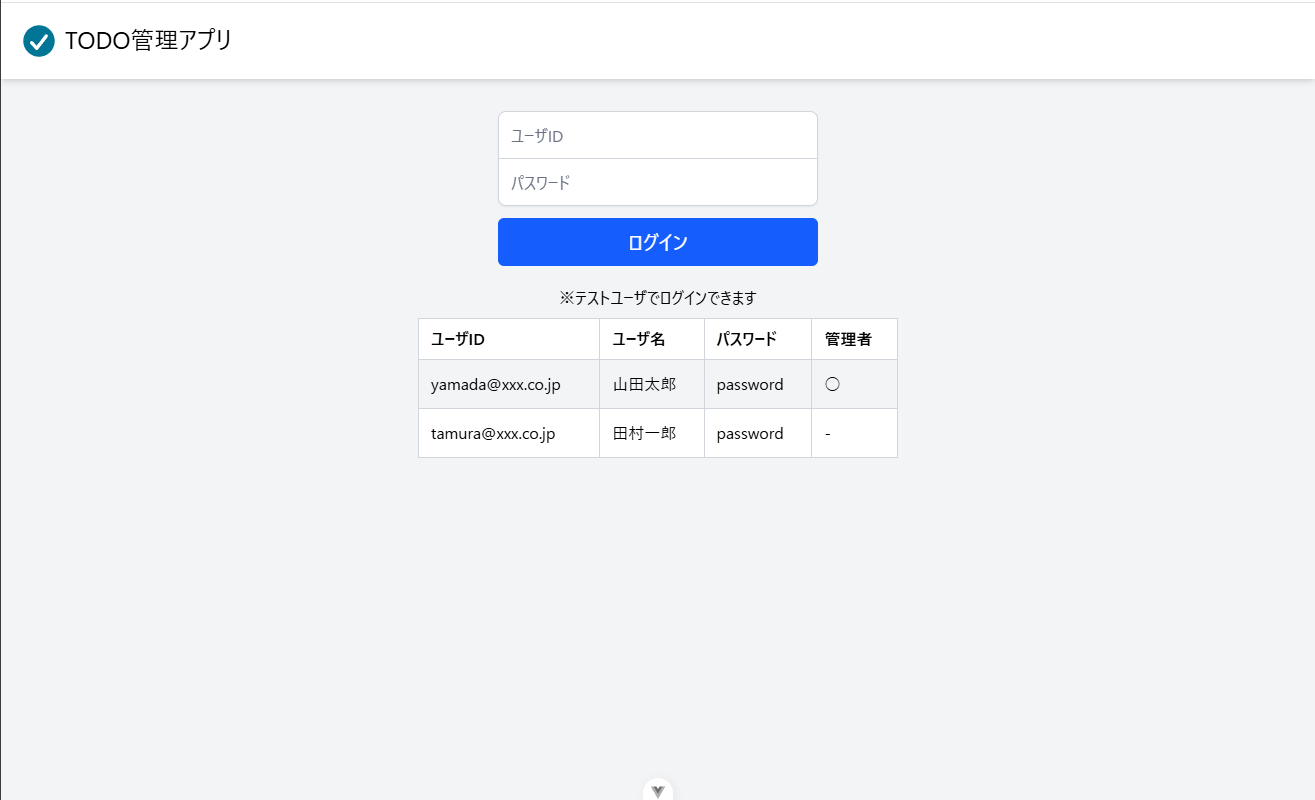 TODO管理アプリ
ユーザID
パスワード
ログイン
※テストユーザでログインできます
ユーザID ユーザ名 パスワード 管理者
yamada@xxx.co.jp 山田太郎 password 〇
tamura@xxx.co.jp 田村一郎 password -